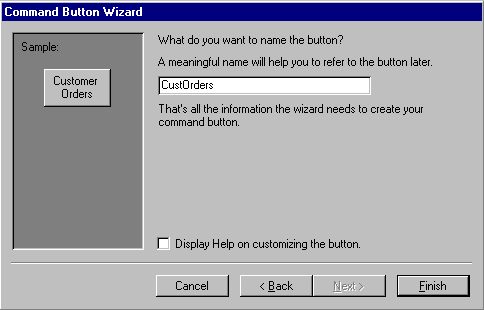 Command Button Wizard
Sample:
Customer
Orders
What do you want to name the button?
A meaningful name will help you to refer to the button later.
CustOrders
That's all the information the wizard needs to create your
command button.
Display Help on customizing the button.
Cancel
< Back
Next >
Finish